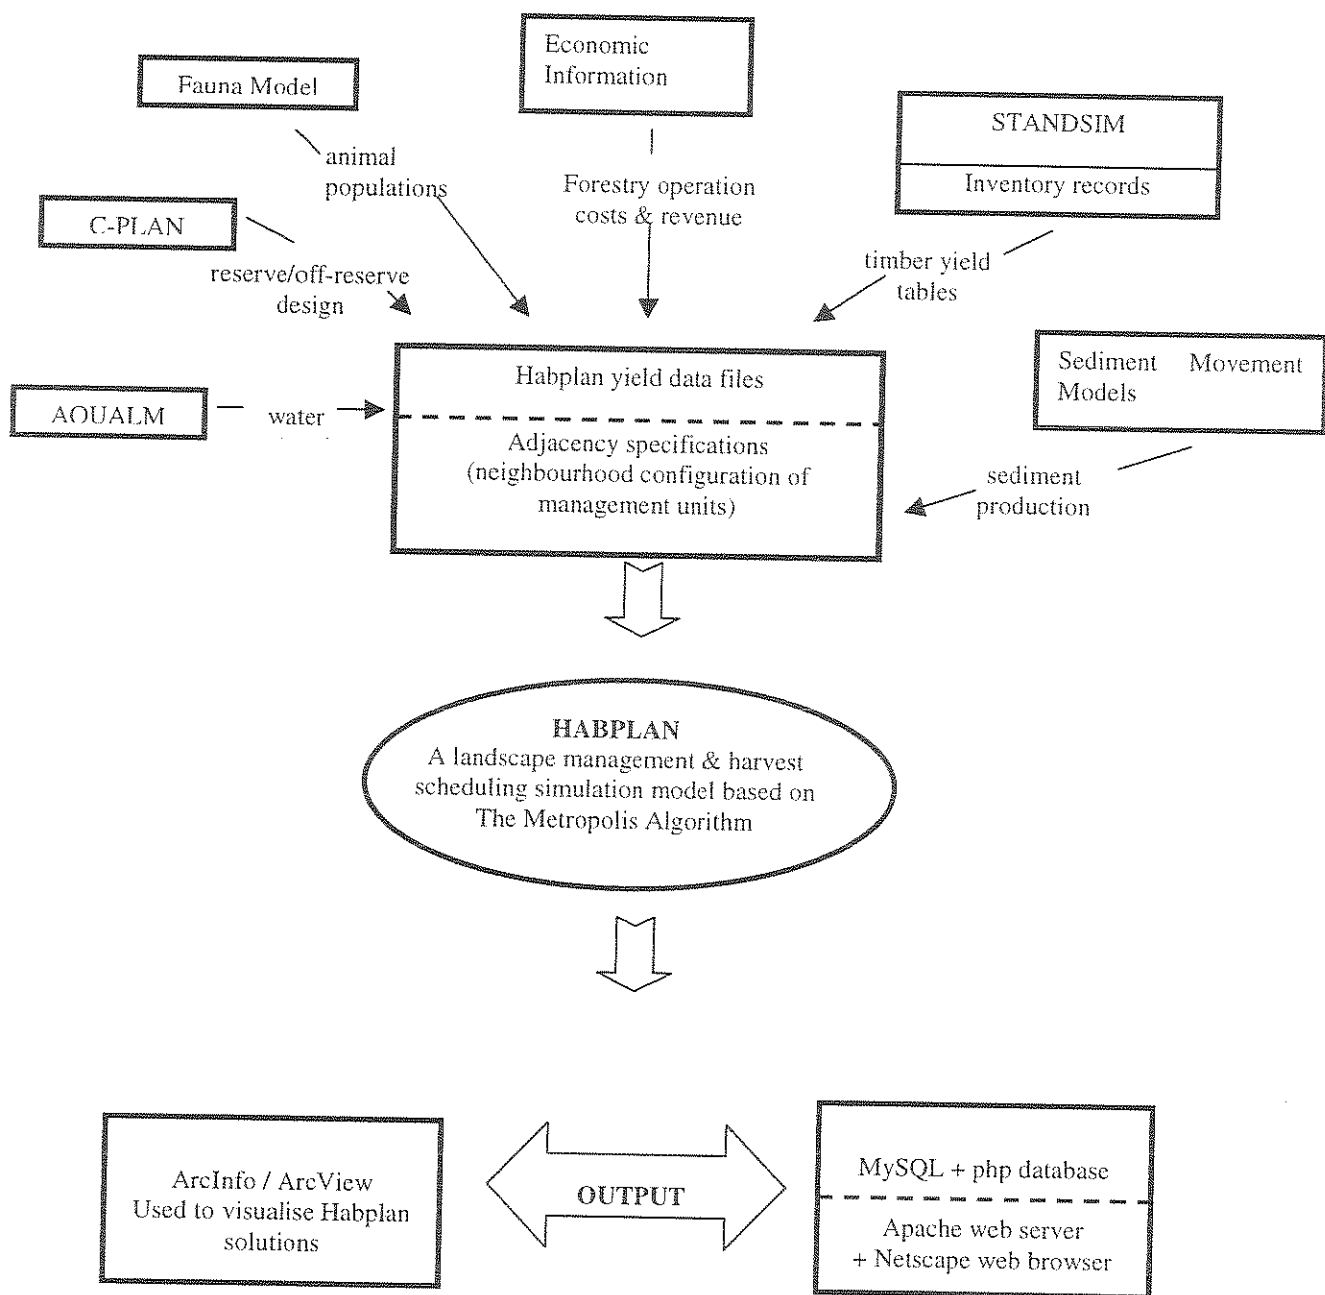 Economic
Information
Fauna Model
STANDSIM
Inventory records
animal
populations
Forestry operation
costs & revenue
C-PLAN
reserve/off-reserve
design
timber yield
tables
Sediment Movement
Models
Habplan yield data files
AOUALM
water
Adjacency specifications
(neighbourhood configuration of
management units)
sediment
production
HABPLAN
A landscape management & harvest
scheduling simulation model based on
The Metropolis Algorithm
ArcInfo / ArcView
Used to visualise Habplan
solutions
OUTPUT
MySQL + php database
Apache web server
+ Netscape web browser